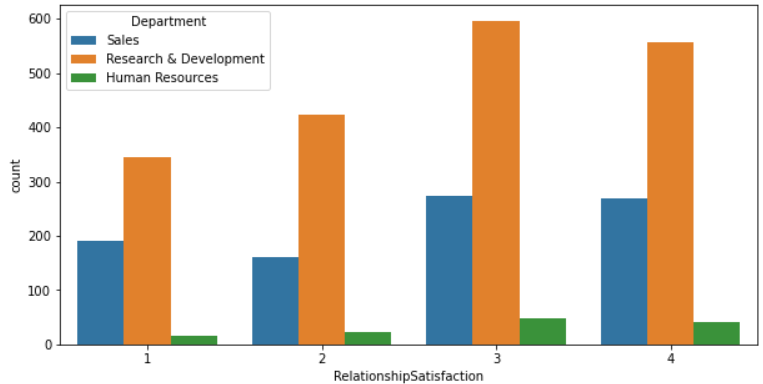 Department
Sales
Research & Development
Human Resources
600
500
400
300
200
100
0
count
1 2 3 4
RelationshipSatisfaction